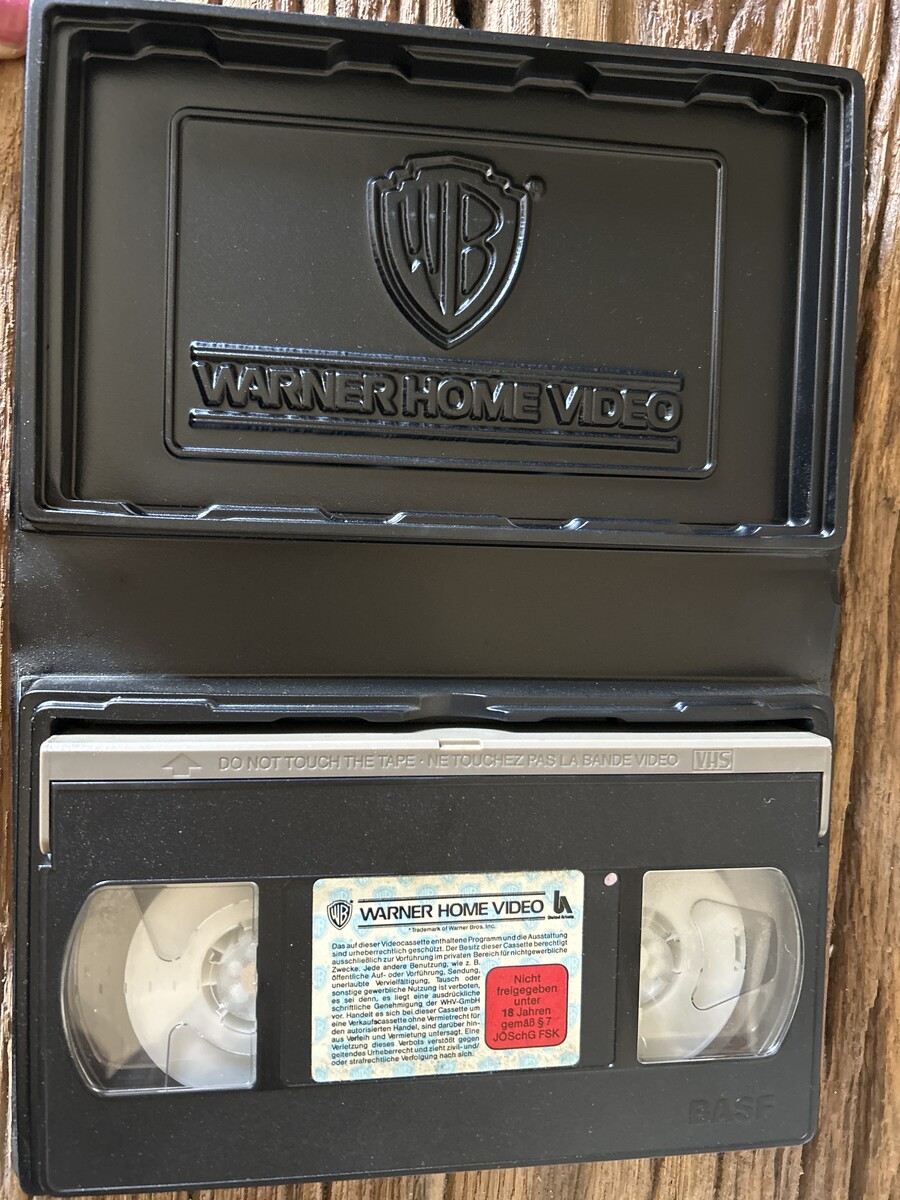 WB
WARNER HOME VIDEO
DO NOT TOUCH THE TAPE · NE TOUCHEZ PAS LA BANDE VIDEO VHS
WB WARNER HOME VIDEO
United Artists
* Trademark of Warner Bros. Inc.
Das auf dieser Videocassette enthaltene Programm und die Ausstattung
sind urheberrechtlich geschützt. Der Besitz dieser Cassette berechtigt
ausschließlich zur Vorführung im privaten Bereich für nichtgewerbliche
Zwecke. Jede andere Benutzung, wie z. B.
öffentliche Auf- oder Vorführung, Sendung,
unerlaubte Vervielfältigung, Tausch oder
sonstige gewerbliche Nutzung ist verboten,
es sei denn, es liegt eine ausdrückliche
schriftliche Genehmigung der WHV-GmbH
vor. Handelt es sich bei dieser Cassette um
eine Verkaufscassette ohne Vermietrecht für
den autorisierten Handel, sind darüber hin-
aus Verleih und Vermietung untersagt. Eine
Verletzung dieses Verbots verstößt gegen
geltendes Urheberrecht und zieht zivil- und/
oder strafrechtliche Verfolgung nach sich.
Nicht
freigegeben
unter
18 Jahren
gemäß § 7
JÖSchG FSK
BASF